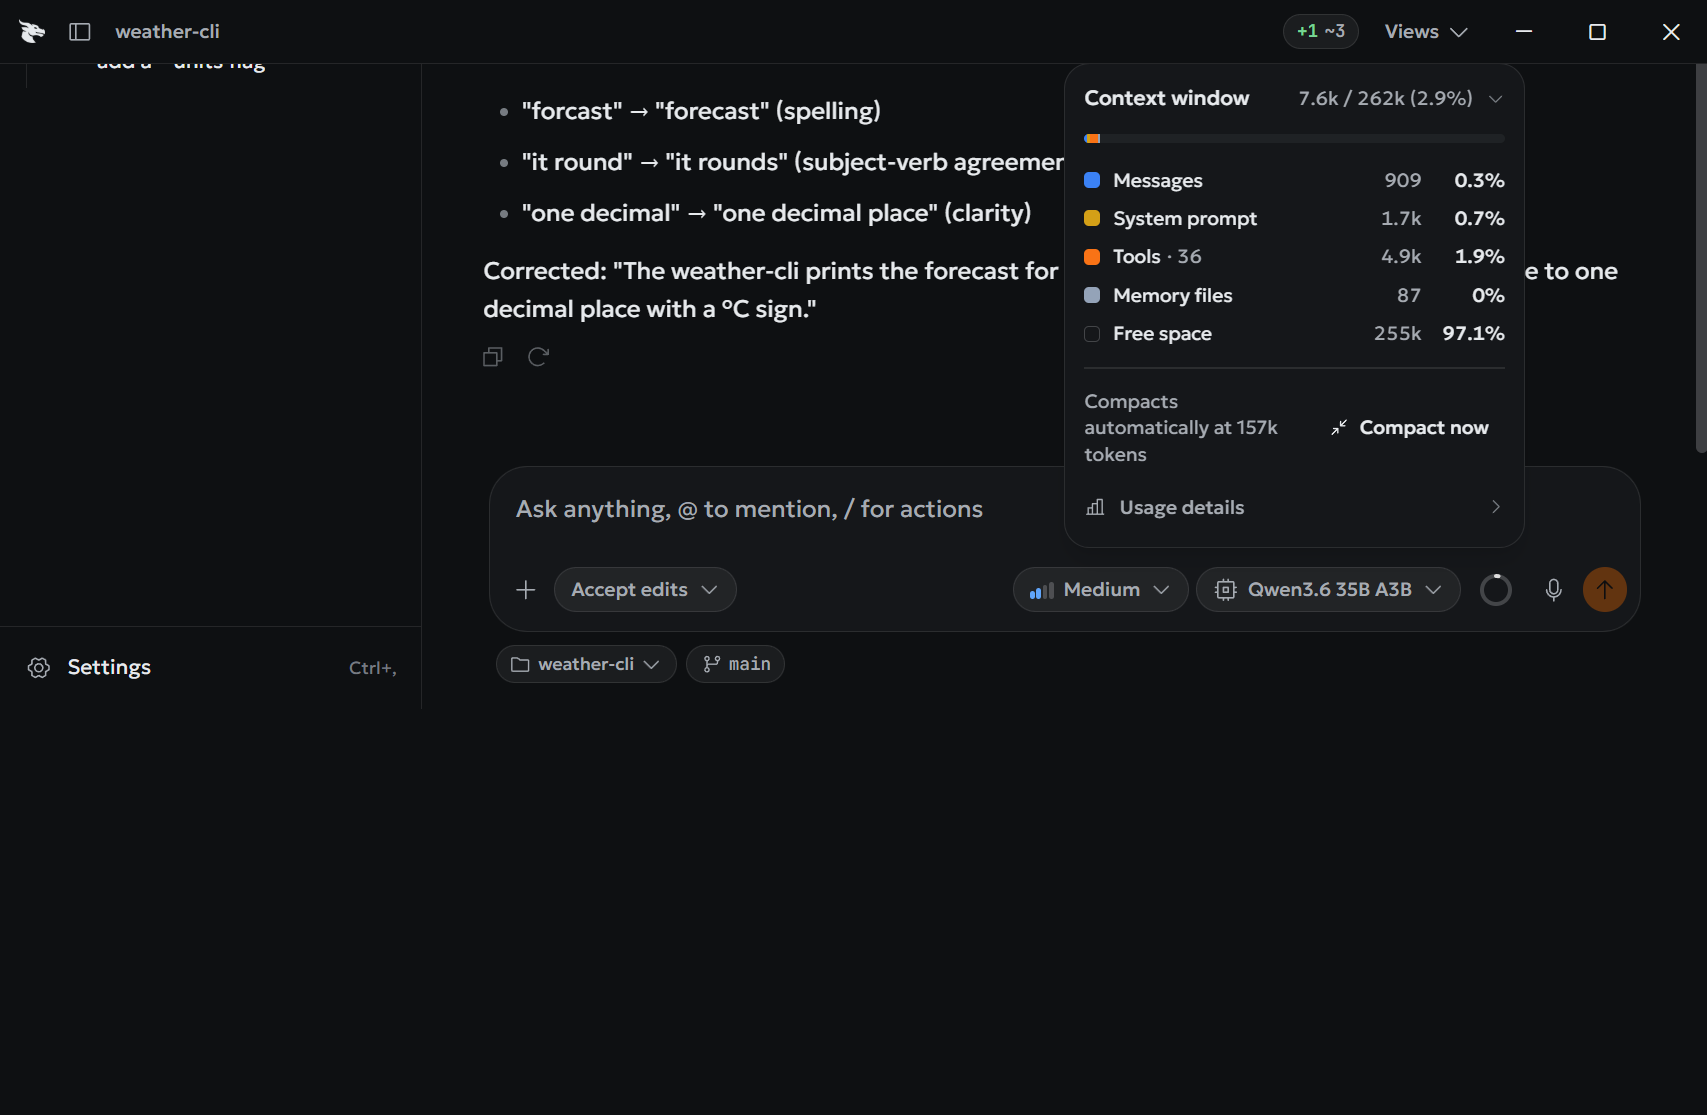 weather-cli
+1 ~3
Views
add a --units flag
"forcast" → "forecast" (spelling)
"it round" → "it rounds" (subject-verb
"one decimal" → "one decimal place" (clarity)
Corrected: "The weather-cli prints the forecast for
e to one
decimal place with a °C sign."
Context window
7.6k / 262k (2.9%)
Messages 909 0.3%
System prompt 1.7k 0.7%
Tools · 36 4.9k 1.9%
Memory files 87 0%
Free space 255k 97.1%
Compacts
automatically at 157k
tokens
Compact now
Usage details
Ask anything, @ to mention, / for actions
Accept edits
Medium
Qwen3.6 35B A3B
weather-cli
main
Settings
Ctrl+,